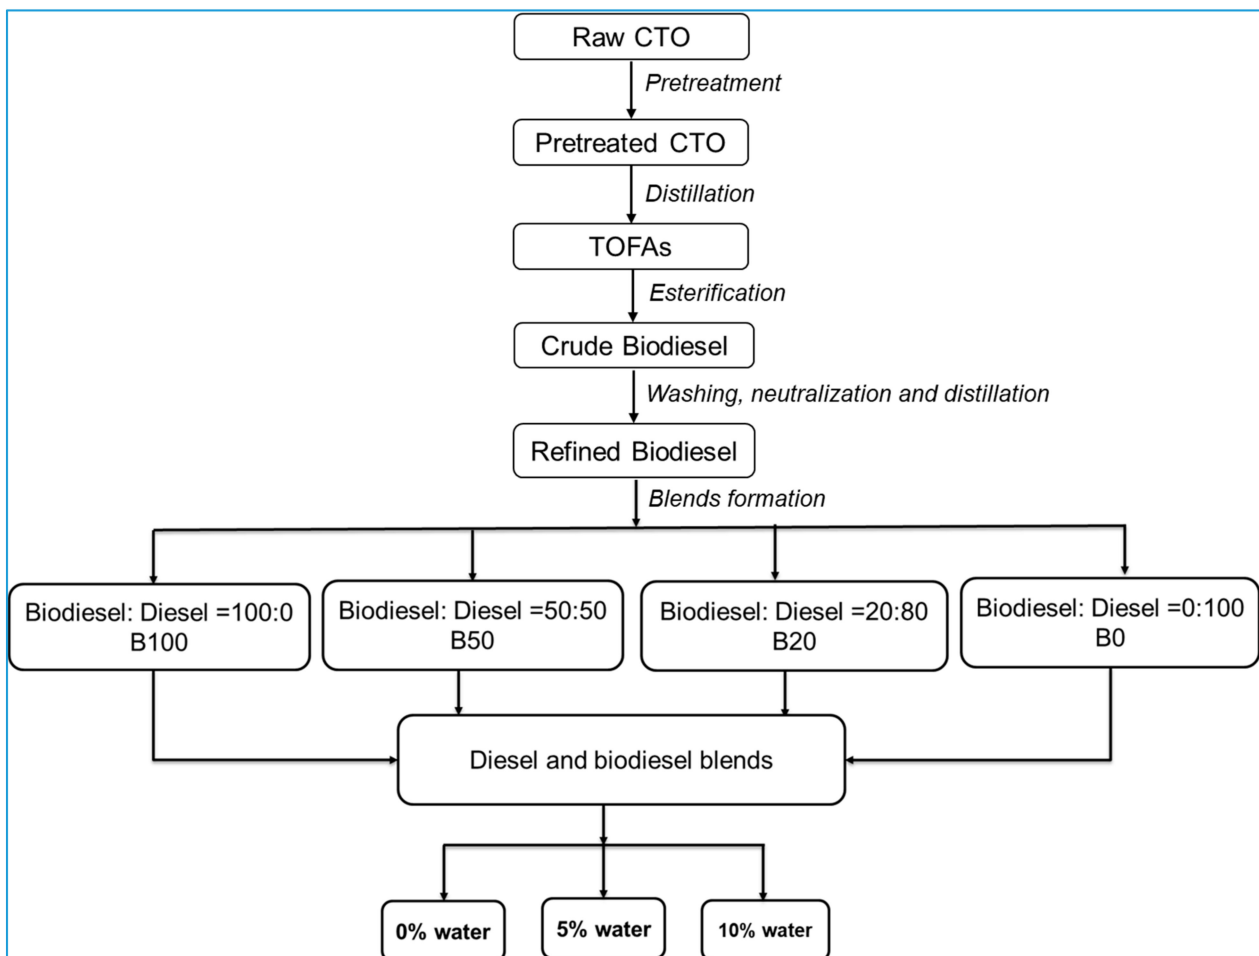 Raw CTO
Pretreatment
Pretreated CTO
Distillation
TOFAs
Esterification
Crude Biodiesel
Washing, neutralization and distillation
Refined Biodiesel
Blends formation
Biodiesel: Diesel =100:0
B100
Biodiesel: Diesel =50:50
B50
Biodiesel: Diesel =20:80
B20
Biodiesel: Diesel =0:100
B0
Diesel and biodiesel blends
0% water
5% water
10% water